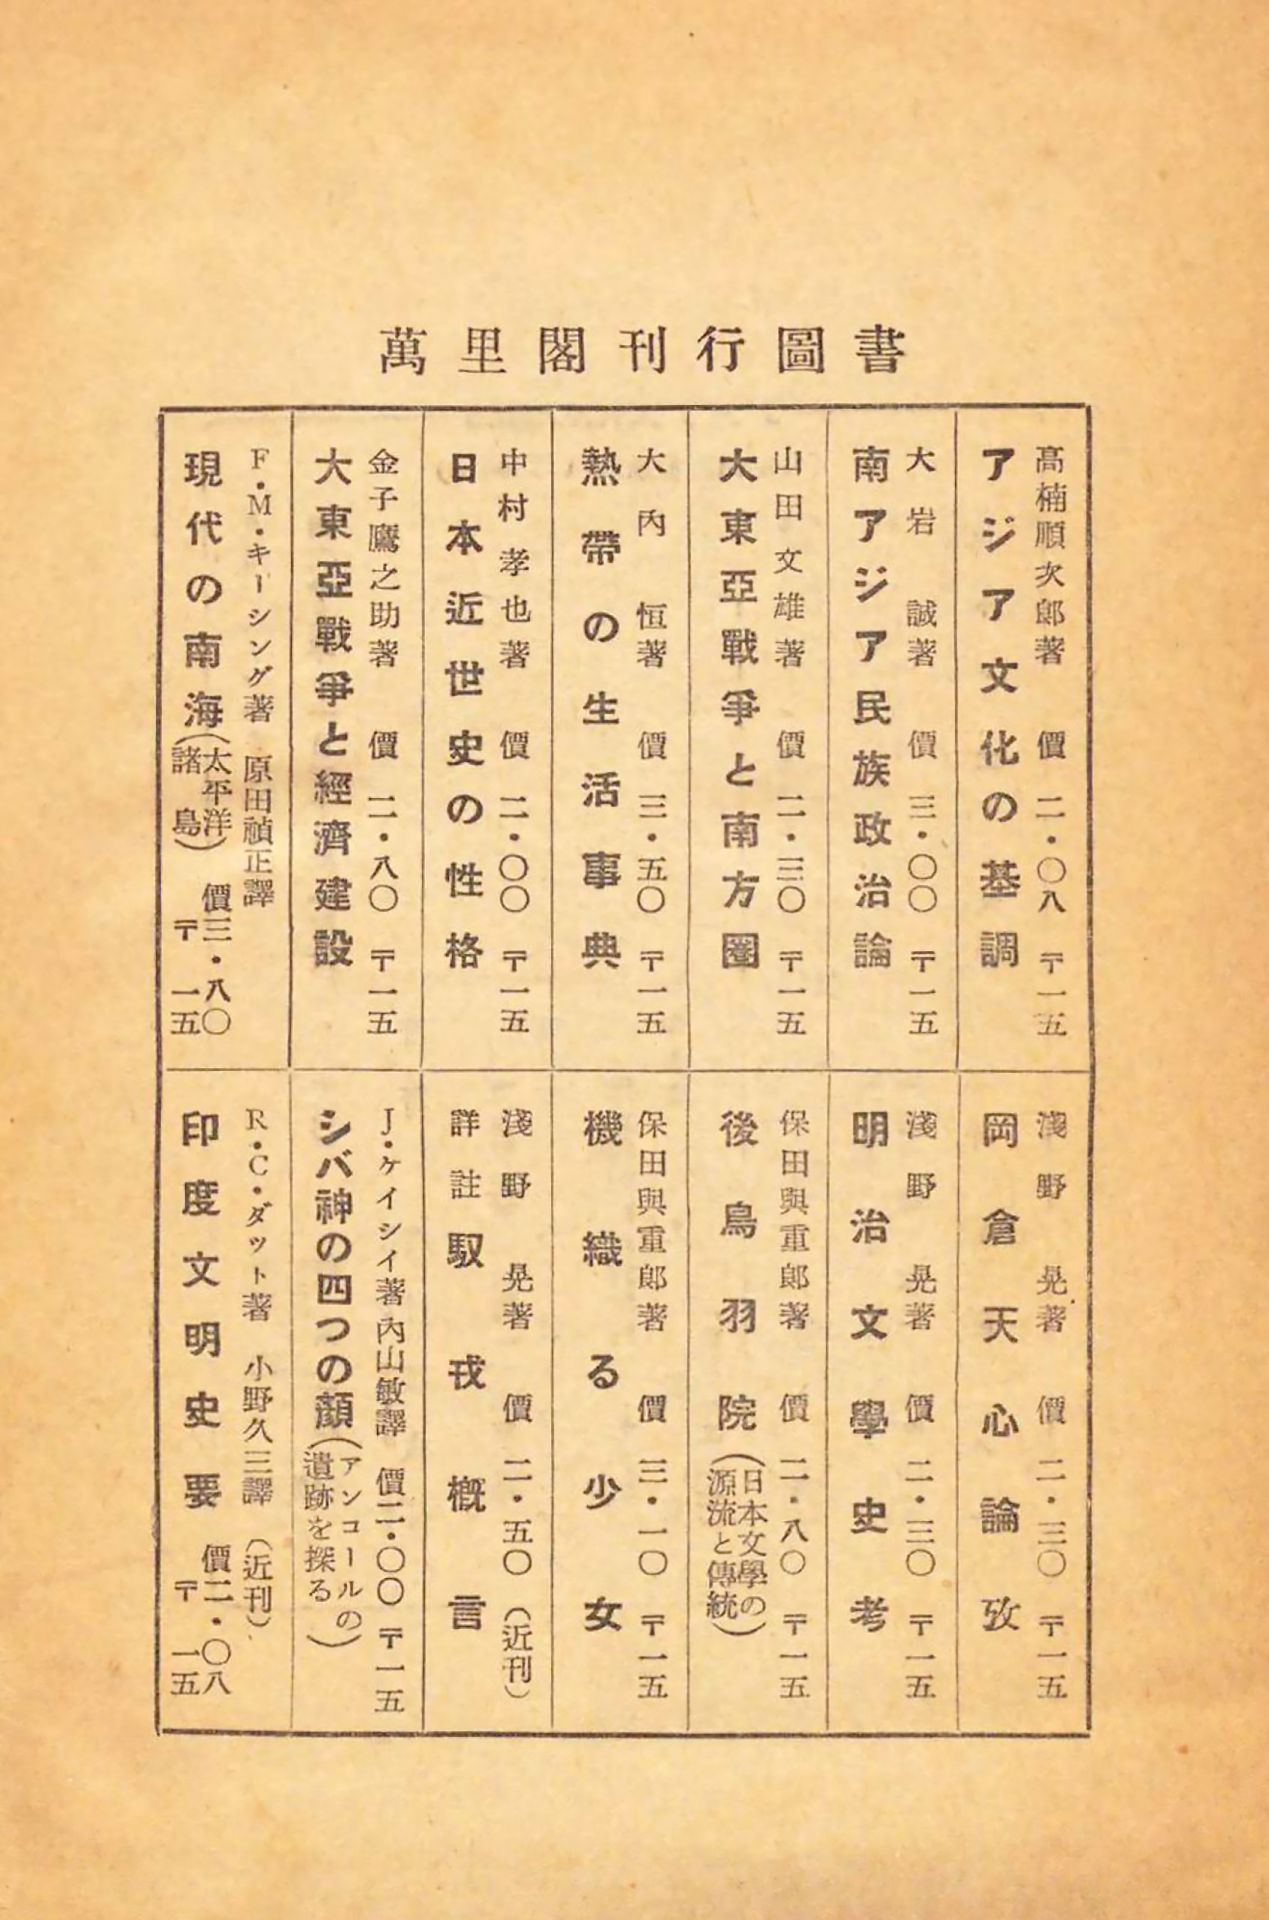 萬里閣刊行圖書
高楠順次郎著 價 二・〇八 〒一五
アジア文化の基調
大岩 誠著 價 三・〇〇 〒一五
南アジア民族政治論
山田文雄著 價 二・三〇 〒一五
大東亞戰爭と南方圏
大內 恒著 價 三・五〇 〒一五
熱帶の生活事典
中村孝也著 價 二・〇〇 〒一五
日本近世史の性格
金子鷹之助著 價 二・八〇 〒一五
大東亞戰爭と經濟建設
F・M・キーシング著 原田禎正譯
現代の南海(太平洋諸島) 價三・八〇 〒一五
淺野 晃著 價 二・三〇 〒一五
岡倉天心論攷
淺野 晃著 價 二・三〇 〒一五
明治文學史考
保田與重郎著 價 二・八〇 〒一五
後鳥羽院(日本文學の源流と傳統)
保田與重郎著 價 三・一〇 〒一五
機織る少女
淺野 晃著 價 二・五〇 (近刊)
詳註 馭戎概言
J・ケイシイ著 內山敏譯 價二・〇〇 〒一五
シバ神の四つの顔(アンコールの遺跡を探る)
R・C・ダット著 小野久三譯 (近刊)
印度文明史要 價二・〇八 〒一五